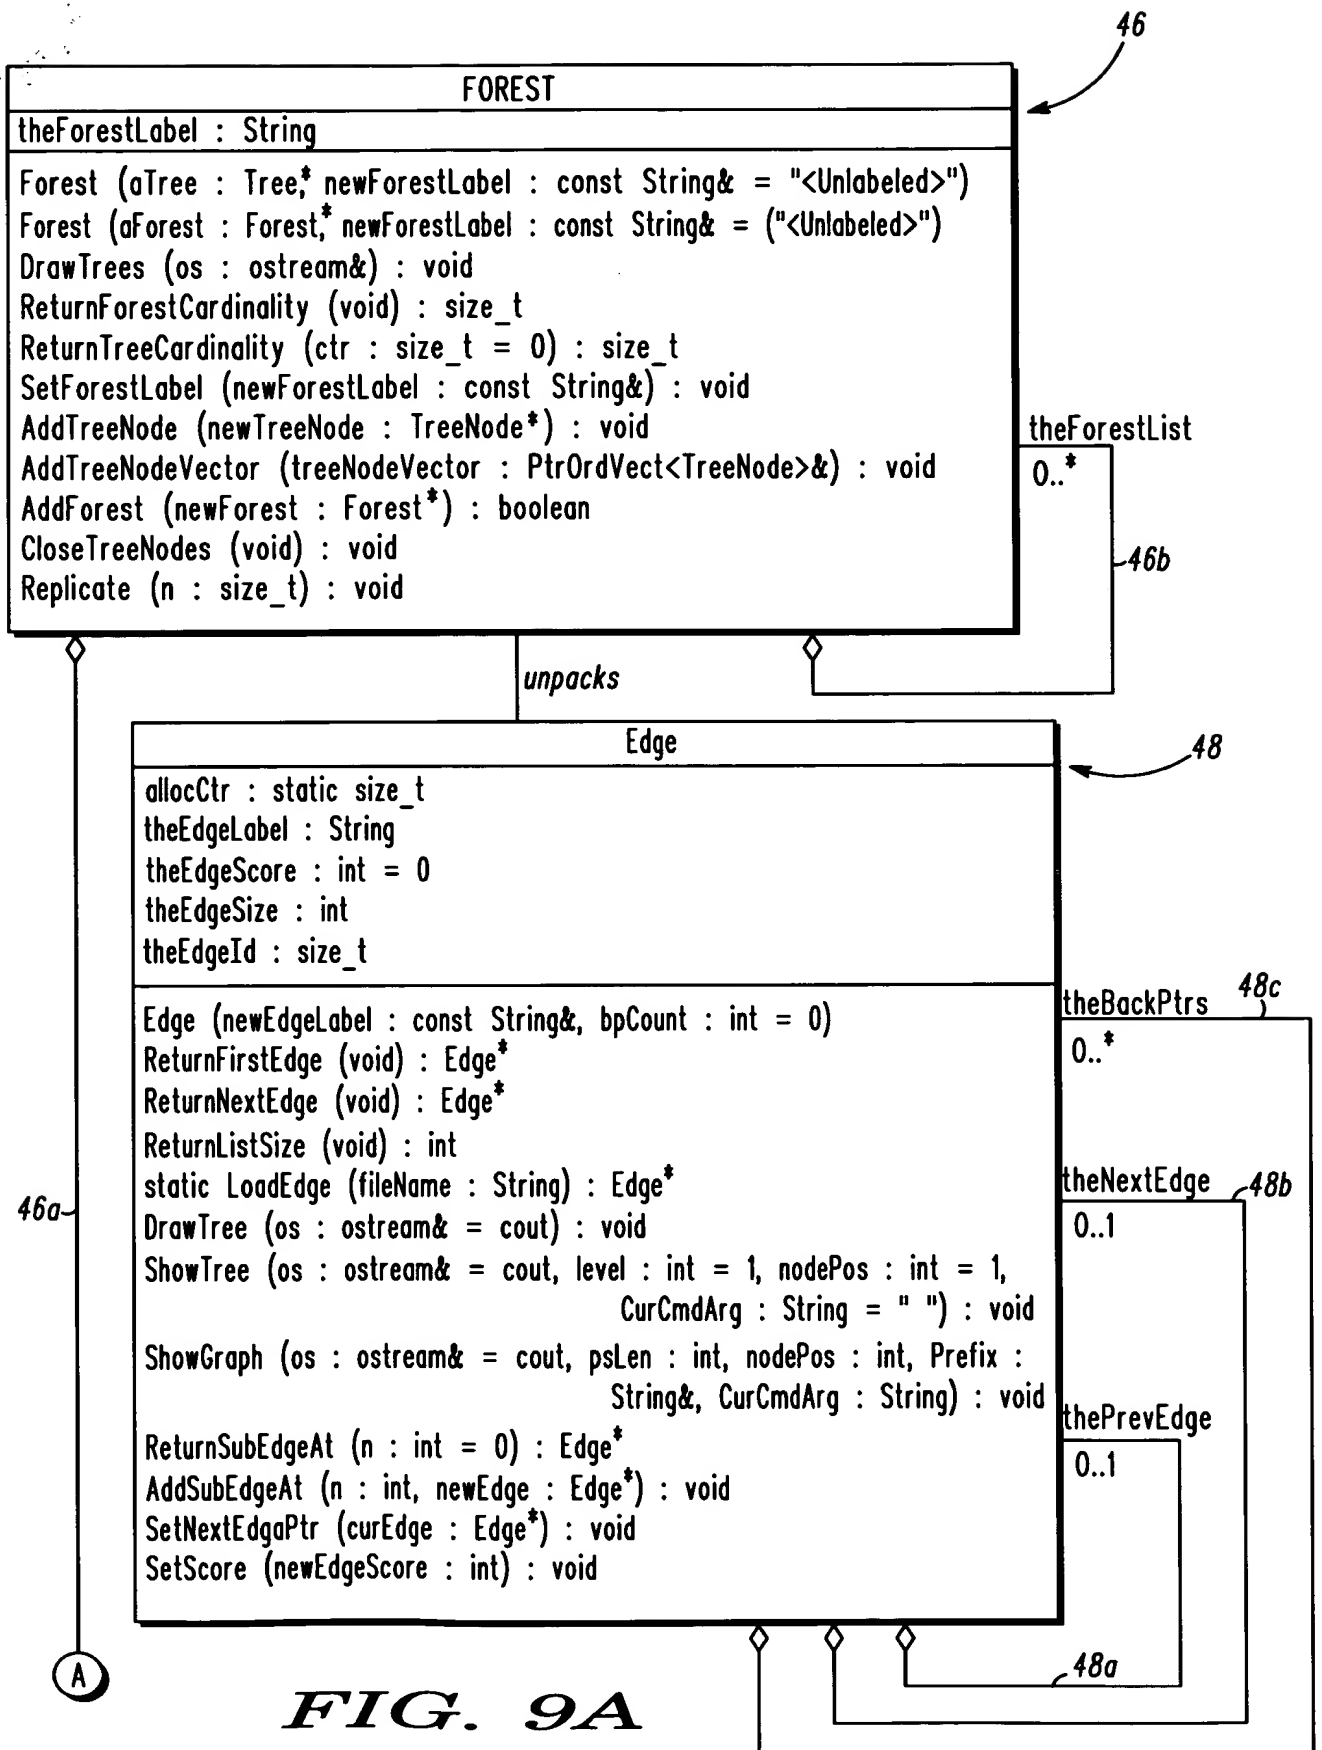 46
FOREST
theForestLabel : String
Forest (aTree : Tree,* newForestLabel : const String& = "<Unlabeled>")
Forest (aForest : Forest,* newForestLabel : const String& = ("<Unlabeled>")
DrawTrees (os : ostream&) : void
ReturnForestCardinality (void) : size_t
ReturnTreeCardinality (ctr : size_t = 0) : size_t
SetForestLabel (newForestLabel : const String&) : void
AddTreeNode (newTreeNode : TreeNode*) : void
AddTreeNodeVector (treeNodeVector : PtrOrdVect<TreeNode>&) : void
AddForest (newForest : Forest*) : boolean
CloseTreeNodes (void) : void
Replicate (n : size_t) : void
theForestList
0..*
46b
unpacks
Edge
48
allocCtr : static size_t
theEdgeLabel : String
theEdgeScore : int = 0
theEdgeSize : int
theEdgeId : size_t
Edge (newEdgeLabel : const String&, bpCount : int = 0)
ReturnFirstEdge (void) : Edge*
ReturnNextEdge (void) : Edge*
ReturnListSize (void) : int
static LoadEdge (fileName : String) : Edge*
DrawTree (os : ostream& = cout) : void
ShowTree (os : ostream& = cout, level : int = 1, nodePos : int = 1,
CurCmdArg : String = " ") : void
ShowGraph (os : ostream& = cout, psLen : int, nodePos : int, Prefix :
String&, CurCmdArg : String) : void
ReturnSubEdgeAt (n : int = 0) : Edge*
AddSubEdgeAt (n : int, newEdge : Edge*) : void
SetNextEdgaPtr (curEdge : Edge*) : void
SetScore (newEdgeScore : int) : void
theBackPtrs
48c
0..*
theNextEdge
48b
0..1
thePrevEdge
0..1
46a
48a
A
FIG. 9A